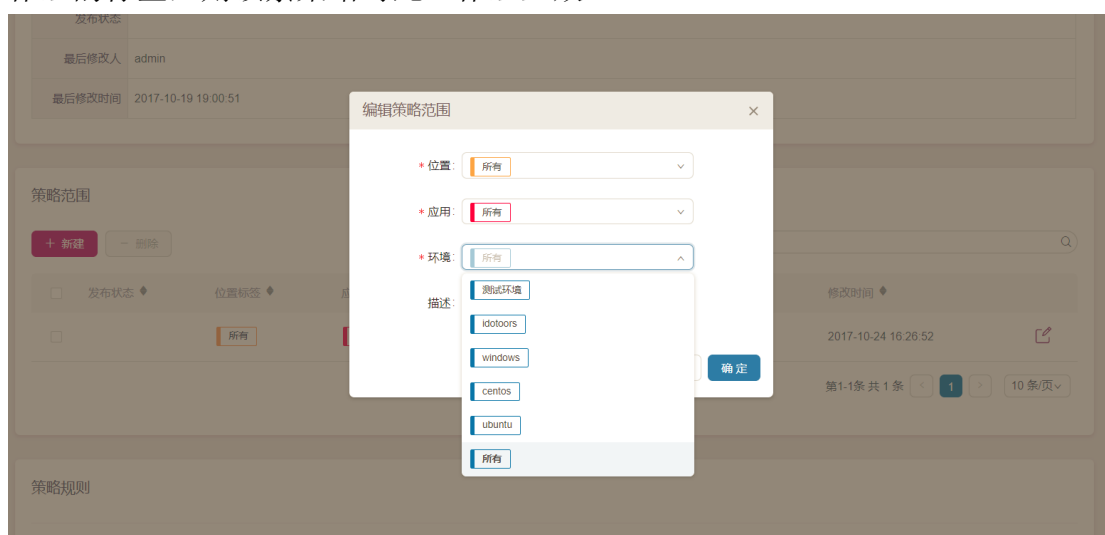 发布状态
最后修改人 admin
最后修改时间 2017-10-19 19:00:51
编辑策略范围 ×
* 位置: 所有
策略范围
* 应用: 所有
+ 新建 - 删除
* 环境: 所有
发布状态 位置标签 修改时间
测试环境
描述:
idotoors
所有 2017-10-24 16:26:52
windows
确 定
centos
第1-1条 共 1 条 < 1 > 10 条/页
ubuntu
所有
策略规则